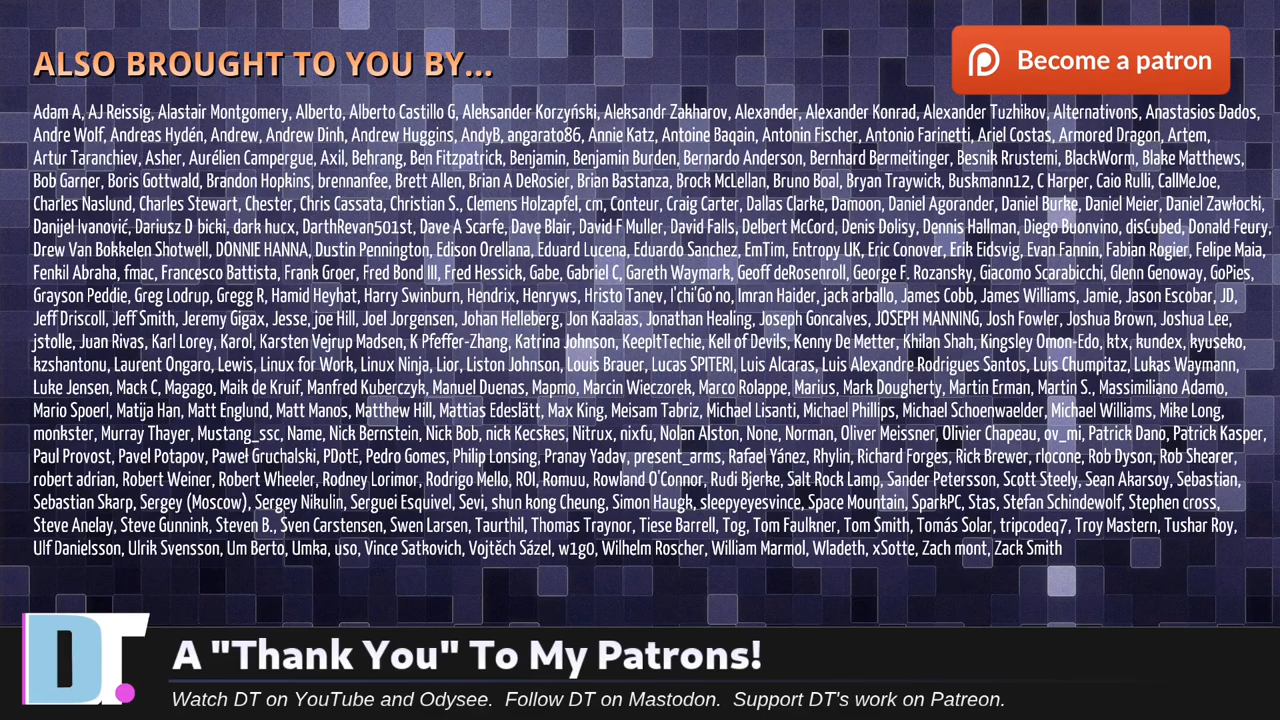 ALSO BROUGHT TO YOU BY...
Become a patron
Adam A, AJ Reissig, Alastair Montgomery, Alberto, Alberto Castillo G, Aleksander Korzyński, Aleksandr Zakharov, Alexander, Alexander Konrad, Alexander Tuzhikov, Alternativons, Anastasios Dados,
Andre Wolf, Andreas Hydén, Andrew, Andrew Dinh, Andrew Huggins, AndyB, angarato86, Annie Katz, Antoine Baqain, Antonin Fischer, Antonio Farinetti, Ariel Costas, Armored Dragon, Artem,
Artur Taranchiev, Asher, Aurélien Campergue, Axil, Behrang, Ben Fitzpatrick, Benjamin, Benjamin Burden, Bernardo Anderson, Bernhard Bermeitinger, Besnik Rrustemi, BlackWorm, Blake Matthews,
Bob Garner, Boris Gottwald, Brandon Hopkins, brennanfee, Brett Allen, Brian A DeRosier, Brian Bastanza, Brock McLellan, Bruno Boal, Bryan Traywick, Buskmann12, C Harper, Caio Rulli, CallMeJoe,
Charles Naslund, Charles Stewart, Chester, Chris Cassata, Christian S., Clemens Holzapfel, cm, Conteur, Craig Carter, Dallas Clarke, Damoon, Daniel Agorander, Daniel Burke, Daniel Meier, Daniel Zawłocki,
Danijel Ivanović, Dariusz D bicki, dark hucx, DarthRevan501st, Dave A Scarfe, Dave Blair, David F Muller, David Falls, Delbert McCord, Denis Dolisy, Dennis Hallman, Diego Buonvino, disCubed, Donald Feury,
Drew Van Bokkelen Shotwell, DONNIE HANNA, Dustin Pennington, Edison Orellana, Eduard Lucena, Eduardo Sanchez, EmTim, Entropy UK, Eric Conover, Erik Eidsvig, Evan Fannin, Fabian Rogier, Felipe Maia,
Fenkil Abraha, fmac, Francesco Battista, Frank Groer, Fred Bond III, Fred Hessick, Gabe, Gabriel C, Gareth Waymark, Geoff deRosenroll, George F. Rozansky, Giacomo Scarabicchi, Glenn Genoway, GoPies,
Grayson Peddie, Greg Lodrup, Gregg R, Hamid Heyhat, Harry Swinburn, Hendrix, Henryws, Hristo Tanev, I'chi'Go'no, Imran Haider, jack arballo, James Cobb, James Williams, Jamie, Jason Escobar, JD,
Jeff Driscoll, Jeff Smith, Jeremy Gigax, Jesse, joe Hill, Joel Jorgensen, Johan Helleberg, Jon Kaalaas, Jonathan Healing, Joseph Goncalves, JOSEPH MANNING, Josh Fowler, Joshua Brown, Joshua Lee,
jstolle, Juan Rivas, Karl Lorey, Karol, Karsten Vejrup Madsen, K Pfeffer-Zhang, Katrina Johnson, KeepItTechie, Kell of Devils, Kenny De Metter, Khilan Shah, Kingsley Omon-Edo, ktx, kundex, kyuseko,
kzshantonu, Laurent Ongaro, Lewis, Linux for Work, Linux Ninja, Lior, Liston Johnson, Louis Brauer, Lucas SPITERI, Luis Alcaras, Luis Alexandre Rodrigues Santos, Luis Chumpitaz, Lukas Waymann,
Luke Jensen, Mack C, Magago, Maik de Kruif, Manfred Kuberczyk, Manuel Duenas, Mapmo, Marcin Wieczorek, Marco Rolappe, Marius, Mark Dougherty, Martin Erman, Martin S., Massimiliano Adamo,
Mario Spoerl, Matija Han, Matt Englund, Matt Manos, Matthew Hill, Mattias Edeslätt, Max King, Meisam Tabriz, Michael Lisanti, Michael Phillips, Michael Schoenwaelder, Michael Williams, Mike Long,
monkster, Murray Thayer, Mustang_ssc, Name, Nick Bernstein, Nick Bob, nick Kecskes, Nitrux, nixfu, Nolan Alston, None, Norman, Oliver Meissner, Olivier Chapeau, ov_mi, Patrick Dano, Patrick Kasper,
Paul Provost, Pavel Potapov, Paweł Gruchalski, PDotE, Pedro Gomes, Philip Lonsing, Pranay Yadav, present_arms, Rafael Yánez, Rhylin, Richard Forges, Rick Brewer, rlocone, Rob Dyson, Rob Shearer,
robert adrian, Robert Weiner, Robert Wheeler, Rodney Lorimor, Rodrigo Mello, ROI, Romuu, Rowland O'Connor, Rudi Bjerke, Salt Rock Lamp, Sander Petersson, Scott Steely, Sean Akarsoy, Sebastian,
Sebastian Skarp, Sergey (Moscow), Sergey Nikulin, Serguei Esquivel, Sevi, shun kong Cheung, Simon Haugk, sleepyeyesvince, Space Mountain, SparkPC, Stas, Stefan Schindewolf, Stephen cross,
Steve Anelay, Steve Gunnink, Steven B., Sven Carstensen, Swen Larsen, Taurthil, Thomas Traynor, Tiese Barrell, Tog, Tom Faulkner, Tom Smith, Tomás Solar, tripcodeq7, Troy Mastern, Tushar Roy,
Ulf Danielsson, Ulrik Svensson, Um Berto, Umka, uso, Vince Satkovich, Vojtěch Sázel, w1g0, Wilhelm Roscher, William Marmol, Wladeth, xSotte, Zach mont, Zack Smith
DT
A "Thank You" To My Patrons!
Watch DT on YouTube and Odysee. Follow DT on Mastodon. Support DT's work on Patreon.